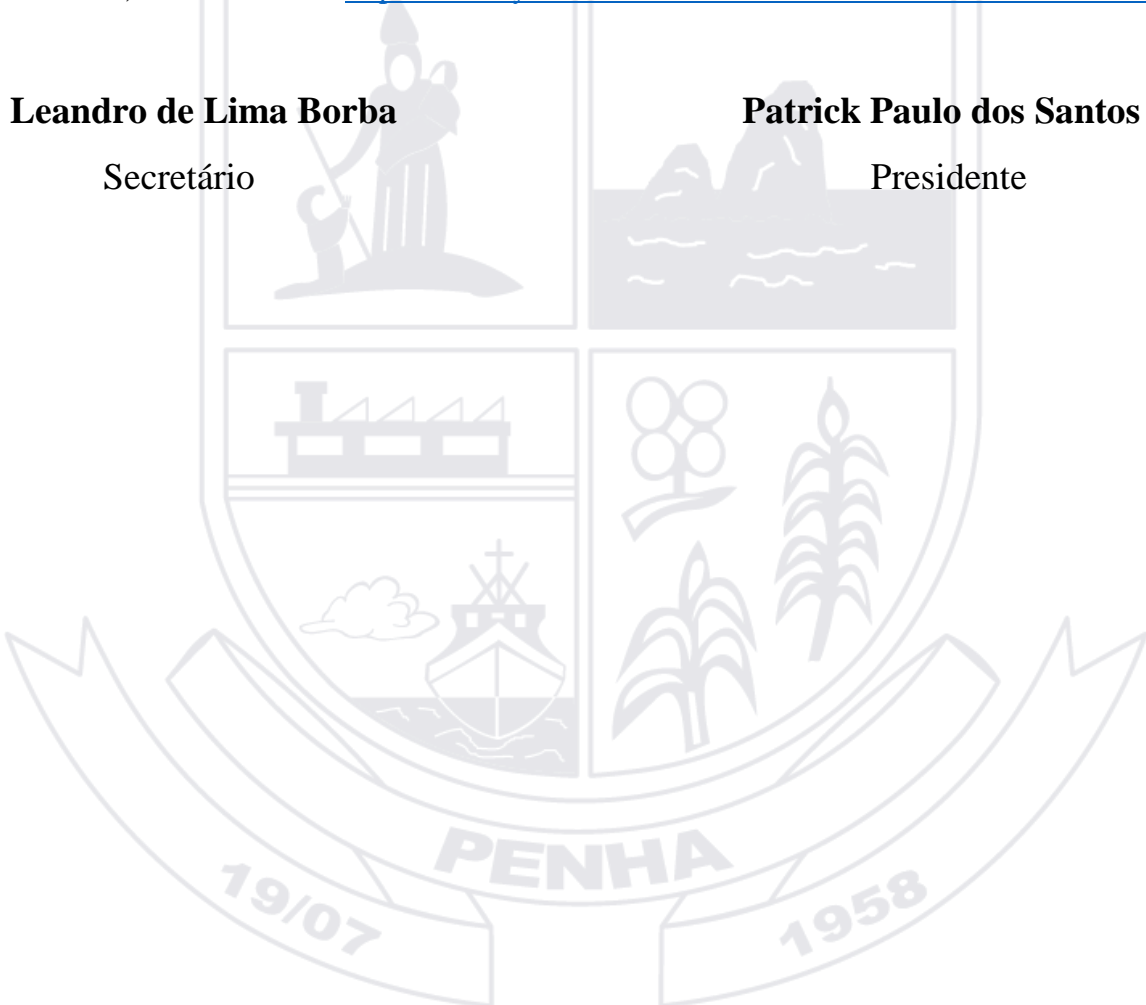 Leandro de Lima Borba Patrick Paulo dos Santos
Secretário Presidente
PENHA
19/07 1958